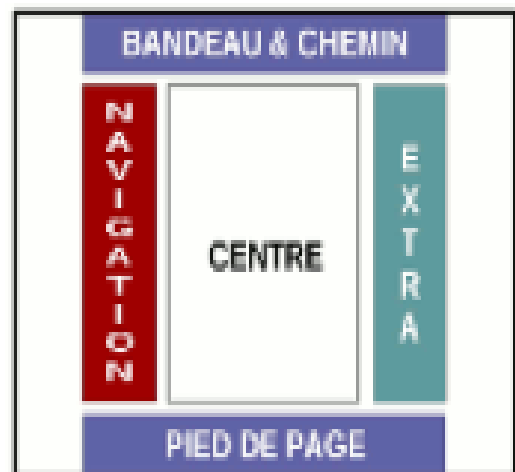 BANDEAU & CHEMIN
NAVIGATION
CENTRE
EXTRA
PIED DE PAGE